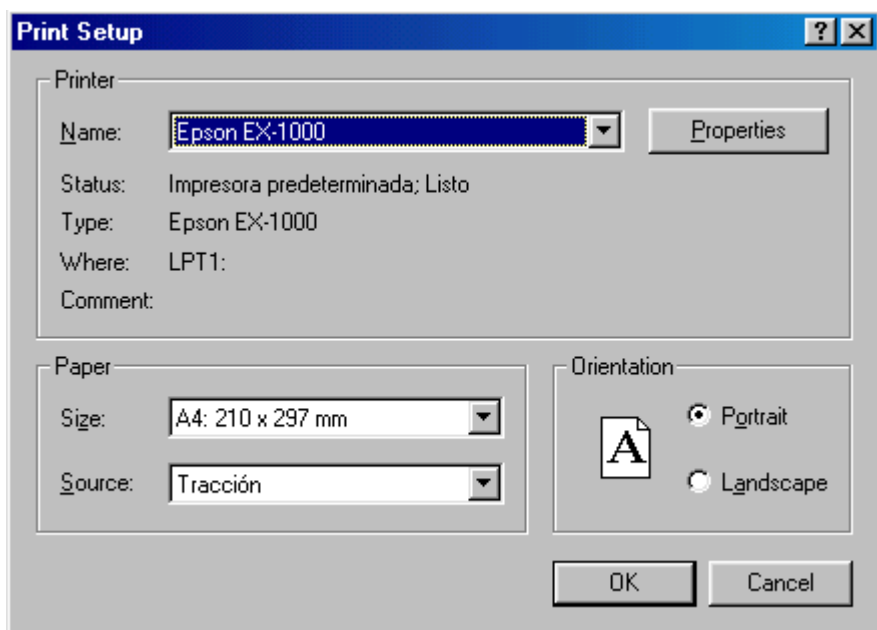 Print Setup
Printer
Name: Epson EX-1000 Properties
Status: Impresora predeterminada; Listo
Type: Epson EX-1000
Where: LPT1:
Comment:
Paper
Size: A4: 210 x 297 mm
Source: Tracción
Orientation
A
Portrait
Landscape
OK Cancel